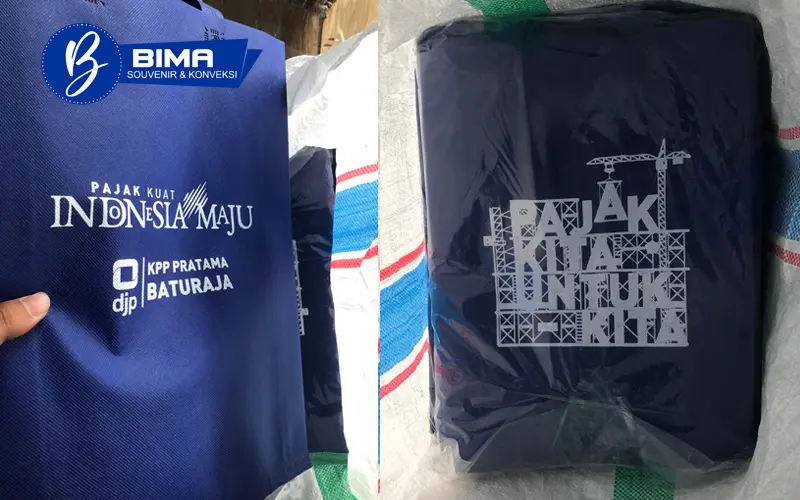 B
BIMA
SOUVENIR & KONVEKSI
PAJAK KUAT
INDONESIA MAJU
djp
KPP PRATAMA
BATURAJA
PAJAK
KITA
UNTUK
KITA